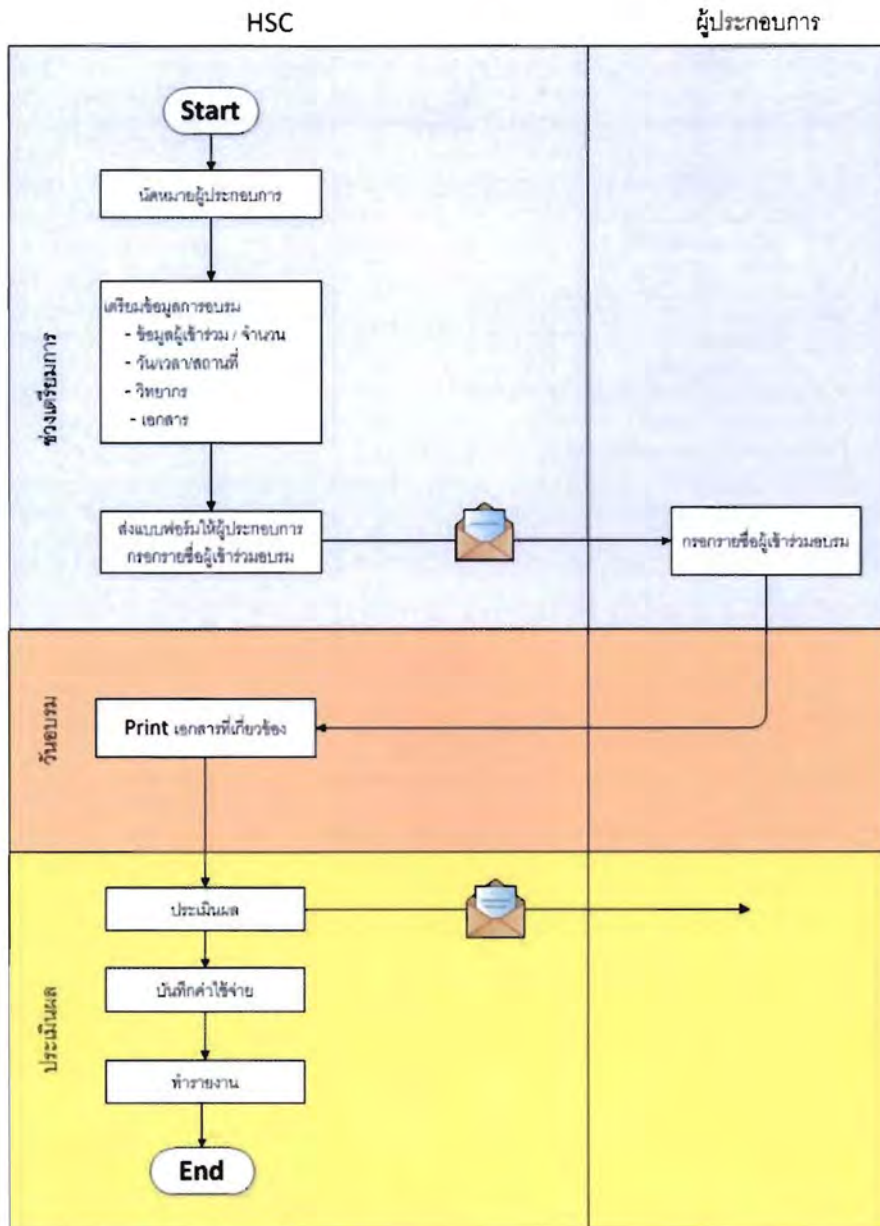 HSC
ผู้ประกอบการ
Start
นัดหมายผู้ประกอบการ
เตรียมข้อมูลการอบรม
- ข้อมูลผู้เข้าร่วม / จำนวน
- วัน/เวลา/สถานที่
- วิทยากร
- เอกสาร
ช่วงเตรียมการ
ส่งแบบฟอร์มให้ผู้ประกอบการ
กรอกรายชื่อผู้เข้าร่วมอบรม
กรอกรายชื่อผู้เข้าร่วมอบรม
วันอบรม
Print เอกสารที่เกี่ยวข้อง
ประเมินผล
ประเมินผล
บันทึกค่าใช้จ่าย
ทำรายงาน
End